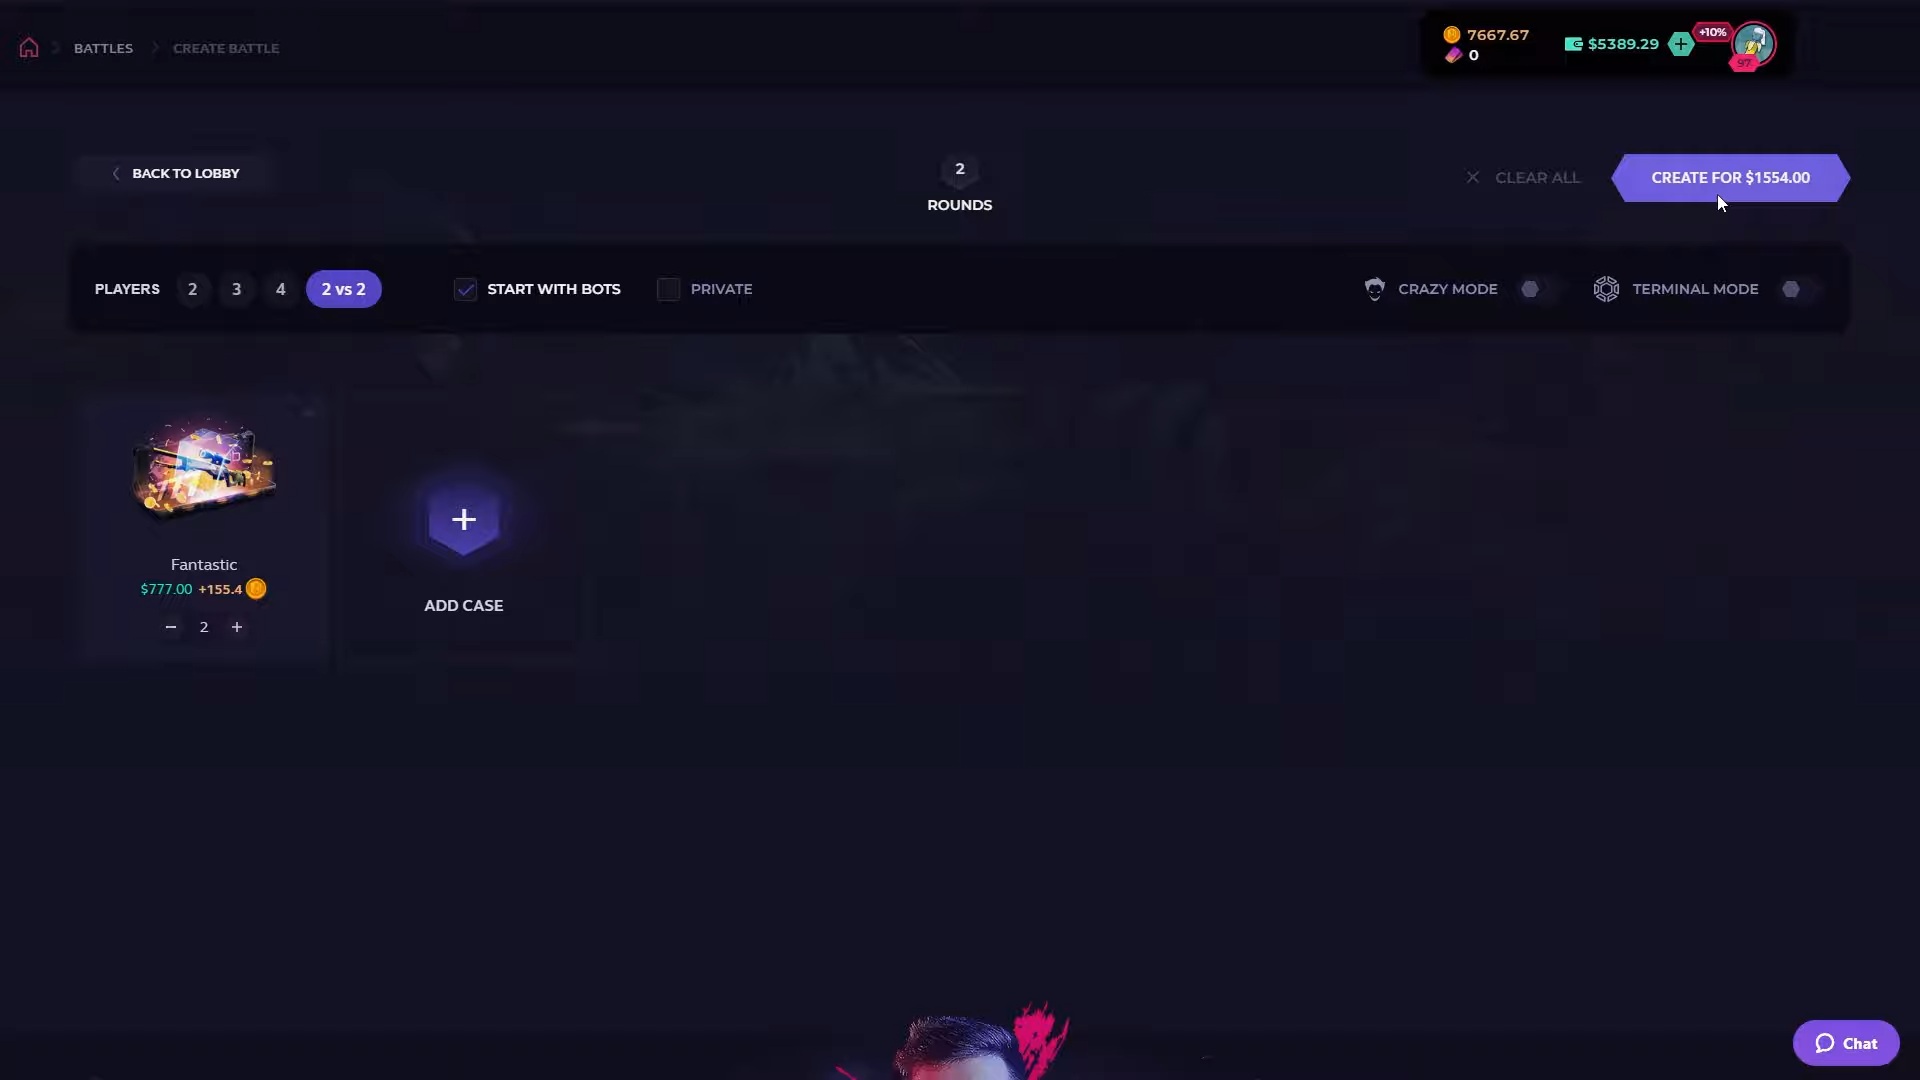 BATTLES
CREATE BATTLE
7667.67
0
$5389.29
+10%
97
BACK TO LOBBY
2
ROUNDS
CLEAR ALL
CREATE FOR $1554.00
PLAYERS
2
3
4
2 vs 2
START WITH BOTS
PRIVATE
CRAZY MODE
TERMINAL MODE
Fantastic
$777.00 +155.4
2
ADD CASE
Chat